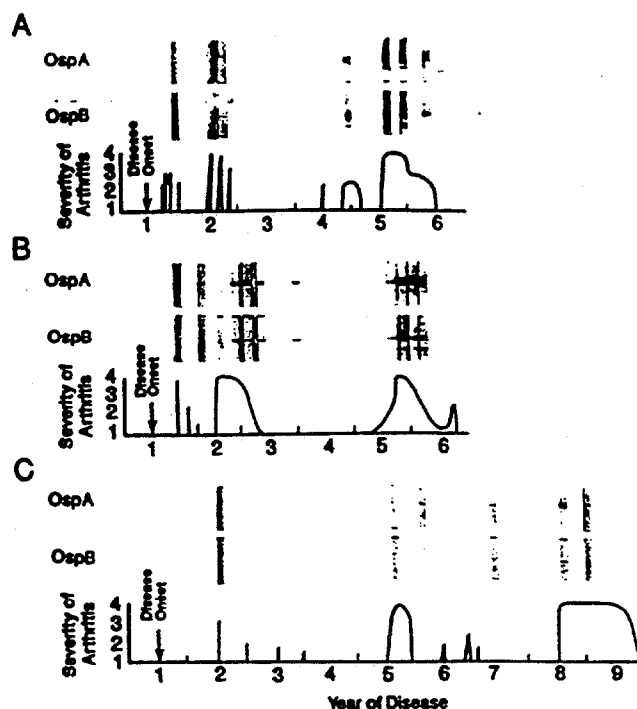 A
OspA
OspB
Severity of Arthritis
4
3
2
1
Disease Onset
1 2 3 4 5 6
B
OspA
OspB
Severity of Arthritis
4
3
2
1
Disease Onset
1 2 3 4 5 6
C
OspA
OspB
Severity of Arthritis
4
3
2
1
Disease Onset
1 2 3 4 5 6 7 8 9
Year of Disease